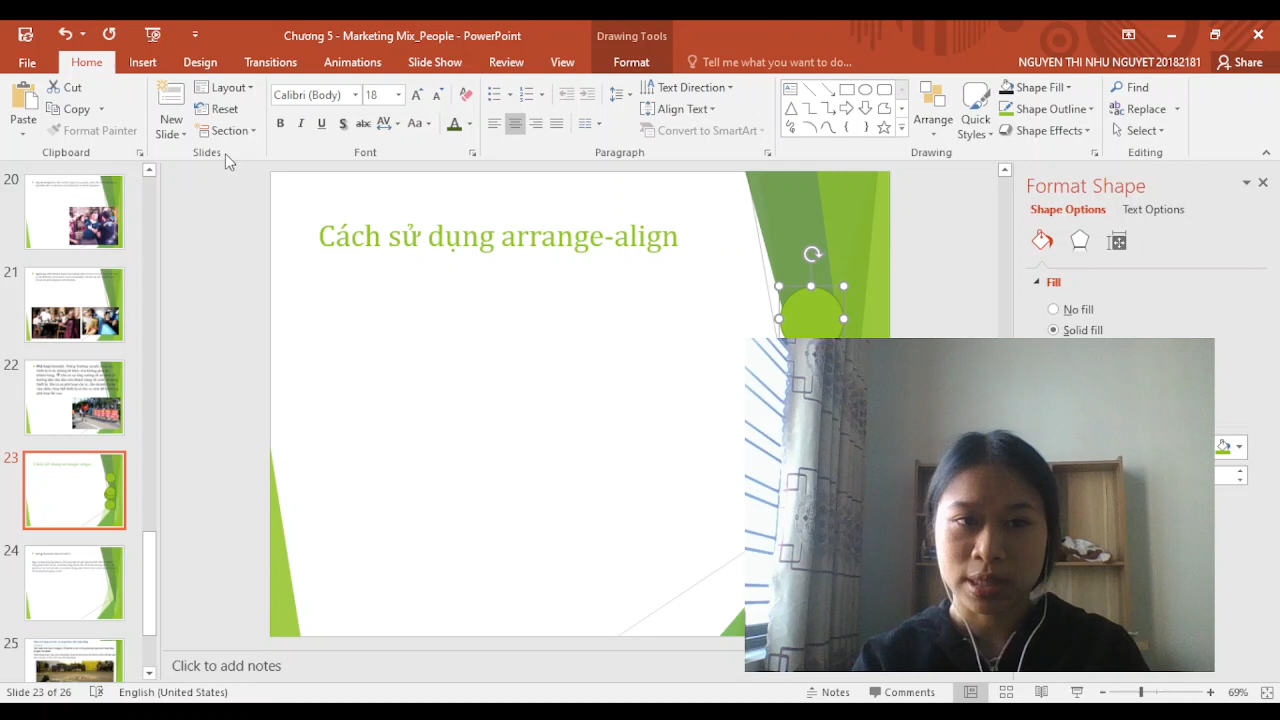 Chương 5 - Marketing Mix_People - PowerPoint
Drawing Tools
File
Home
Insert
Design
Transitions
Animations
Slide Show
Review
View
Format
Tell me what you want to do...
NGUYEN THI NHU NGUYET 20182181
Share
Paste
Cut
Copy
Format Painter
Clipboard
New
Slide
Layout
Reset
Section
Slides
Calibri (Body)
18
B I U S abc AV Aa A
Font
Text Direction
Align Text
Convert to SmartArt
Paragraph
Arrange
Quick
Styles
Shape Fill
Shape Outline
Shape Effects
Drawing
Find
Replace
Select
Editing
20
21
22
23
Cách sử dụng arrange-align
24
25
Cách sử dụng arrange-align
Format Shape
Shape Options
Text Options
Fill
No fill
Solid fill
Click to add notes
Slide 23 of 26
English (United States)
Notes
Comments
69%